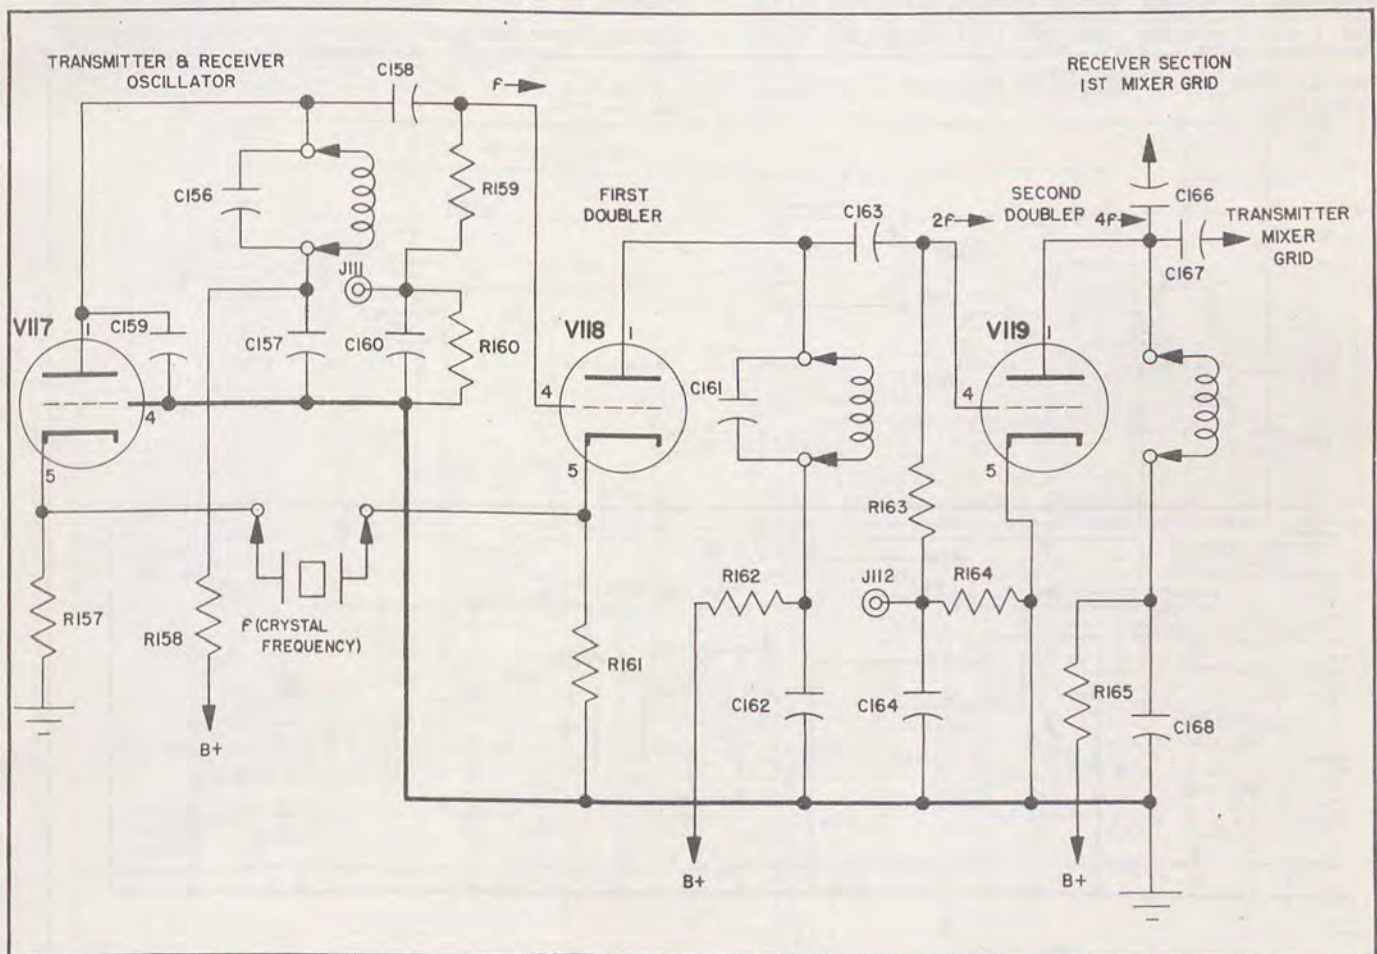 TRANSMITTER & RECEIVER
OSCILLATOR
C158
F
RECEIVER SECTION
1ST MIXER GRID
C156
R159
FIRST
DOUBLER
C163
2F
SECOND
DOUBLER
4F
C166
TRANSMITTER
MIXER
GRID
C167
J111
V117
1
C159
C157
C160
R160
V118
1
V119
1
4
4
C161
4
5
5
5
R163
R157
R158
F (CRYSTAL
FREQUENCY)
R161
R162
J112
R164
C162
C164
R165
C168
B+
B+
B+